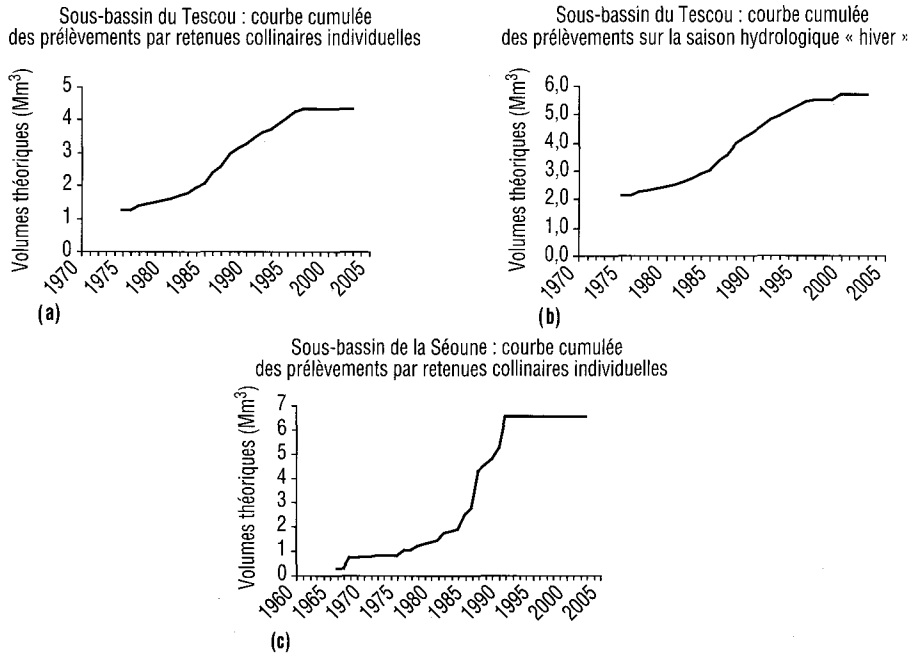 Sous-bassin du Tescou : courbe cumulée
des prélèvements par retenues collinaires individuelles
Volumes théoriques (Mm³)
5
4
3
2
1
0
1970 1975 1980 1985 1990 1995 2000 2005
(a)
Sous-bassin du Tescou : courbe cumulée
des prélèvements sur la saison hydrologique « hiver »
Volumes théoriques (Mm³)
6,0
5,0
4,0
3,0
2,0
1,0
0,0
1970 1975 1980 1985 1990 1995 2000 2005
(b)
Sous-bassin de la Séoune : courbe cumulée
des prélèvements par retenues collinaires individuelles
Volumes théoriques (Mm³)
7
6
5
4
3
2
1
0
1960 1965 1970 1975 1980 1985 1990 1995 2000 2005
(c)